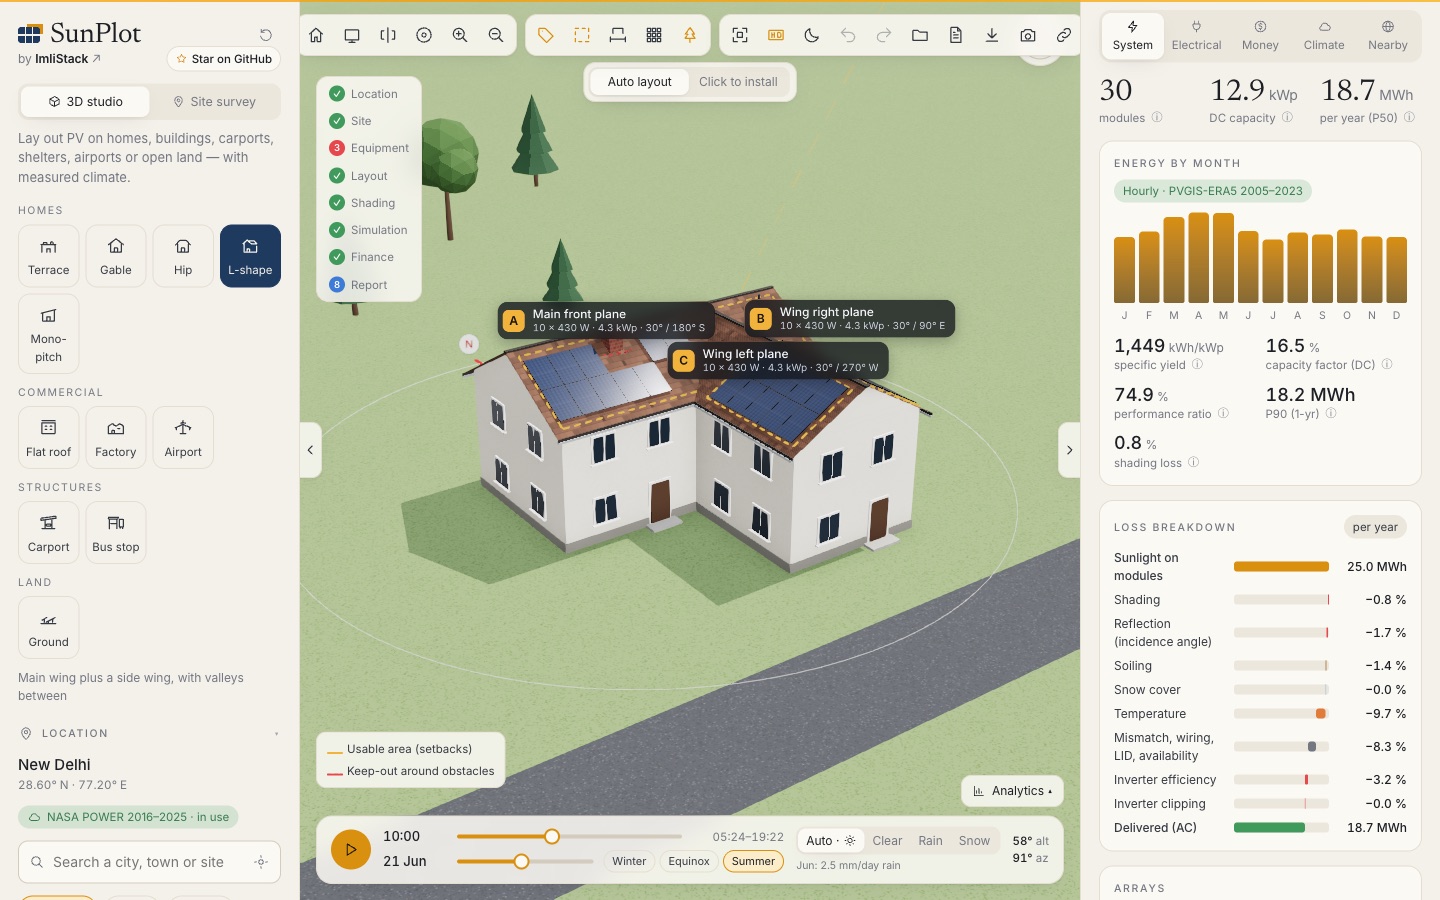 SunPlot
by ImliStack ↗
Star on GitHub
3D studio
Site survey
Lay out PV on homes, buildings, carports,
shelters, airports or open land — with
measured climate.
HOMES
Terrace
Gable
Hip
L-shape
Mono-
pitch
COMMERCIAL
Flat roof
Factory
Airport
STRUCTURES
Carport
Bus stop
LAND
Ground
Main wing plus a side wing, with valleys
between
LOCATION
New Delhi
28.60° N · 77.20° E
NASA POWER 2016–2025 · in use
Search a city, town or site
HD
Auto layout
Click to install
Location
Site
3 Equipment
Layout
Shading
Simulation
Finance
8 Report
A Main front plane
10 × 430 W · 4.3 kWp · 30° / 180° S
B Wing right plane
10 × 430 W · 4.3 kWp · 30° / 90° E
C Wing left plane
10 × 430 W · 4.3 kWp · 30° / 270° W
N
Usable area (setbacks)
Keep-out around obstacles
Analytics
10:00
05:24–19:22
21 Jun
Winter
Equinox
Summer
Auto ·
Clear
Rain
Snow
Jun: 2.5 mm/day rain
58° alt
91° az
System
Electrical
Money
Climate
Nearby
30
modules
12.9 kWp
DC capacity
18.7 MWh
per year (P50)
ENERGY BY MONTH
Hourly · PVGIS-ERA5 2005–2023
J F M A M J J A S O N D
1,449 kWh/kWp
specific yield
16.5 %
capacity factor (DC)
74.9 %
performance ratio
18.2 MWh
P90 (1-yr)
0.8 %
shading loss
LOSS BREAKDOWN
per year
Sunlight on
modules
25.0 MWh
Shading
−0.8 %
Reflection
(incidence angle)
−1.7 %
Soiling
−1.4 %
Snow cover
−0.0 %
Temperature
−9.7 %
Mismatch, wiring,
LID, availability
−8.3 %
Inverter efficiency
−3.2 %
Inverter clipping
−0.0 %
Delivered (AC)
18.7 MWh
ARRAYS